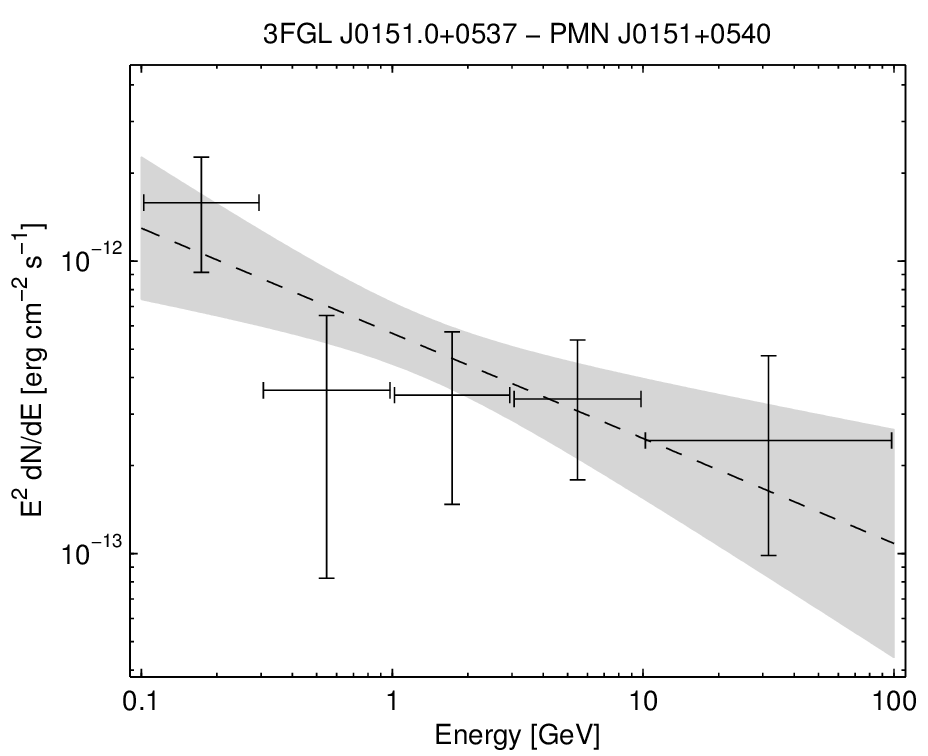 3FGL J0151.0+0537 − PMN J0151+0540
E² dN/dE [erg cm⁻² s⁻¹]
10⁻¹²
10⁻¹³
0.1 1 10 100
Energy [GeV]